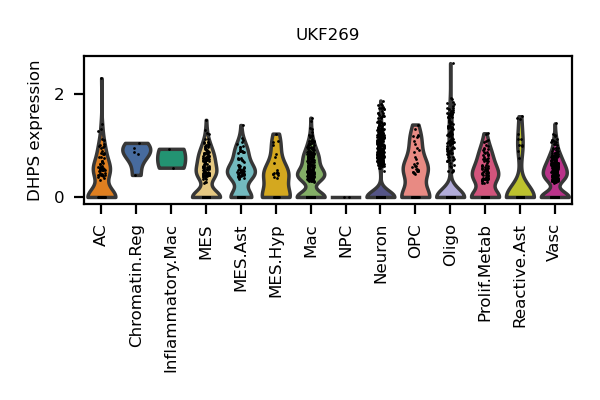 UKF269
DHPS expression
2
0
AC
Chromatin.Reg
Inflammatory.Mac
MES
MES.Ast
MES.Hyp
Mac
NPC
Neuron
OPC
Oligo
Prolif.Metab
Reactive.Ast
Vasc